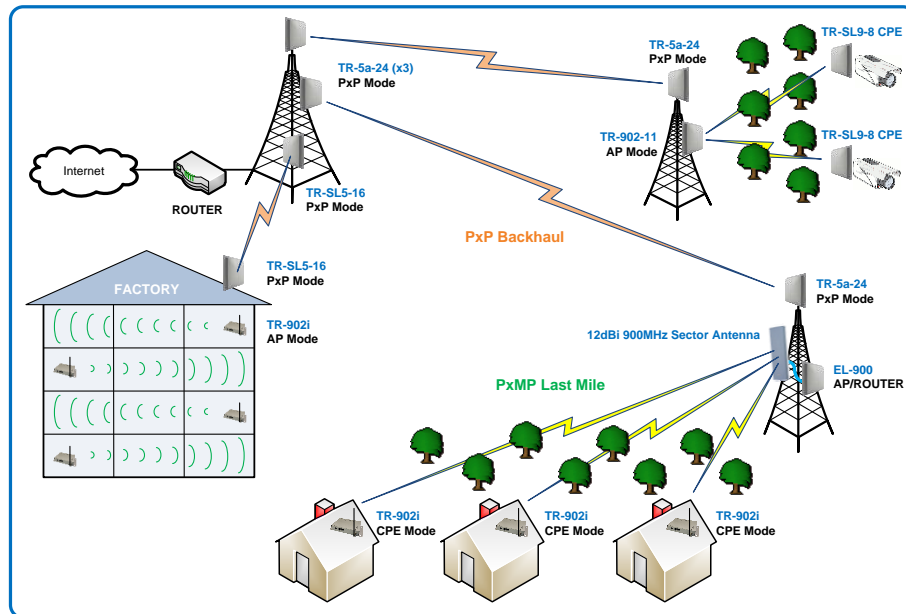 TR-SL9-8 CPE
TR-5a-24
PxP Mode
TR-5a-24 (x3)
PxP Mode
TR-SL9-8 CPE
TR-902-11
AP Mode
Internet
ROUTER
TR-SL5-16
PxP Mode
PxP Backhaul
TR-SL5-16
PxP Mode
FACTORY
TR-5a-24
PxP Mode
TR-902i
AP Mode
12dBi 900MHz Sector Antenna
EL-900
AP/ROUTER
PxMP Last Mile
TR-902i
CPE Mode
TR-902i
CPE Mode
TR-902i
CPE Mode